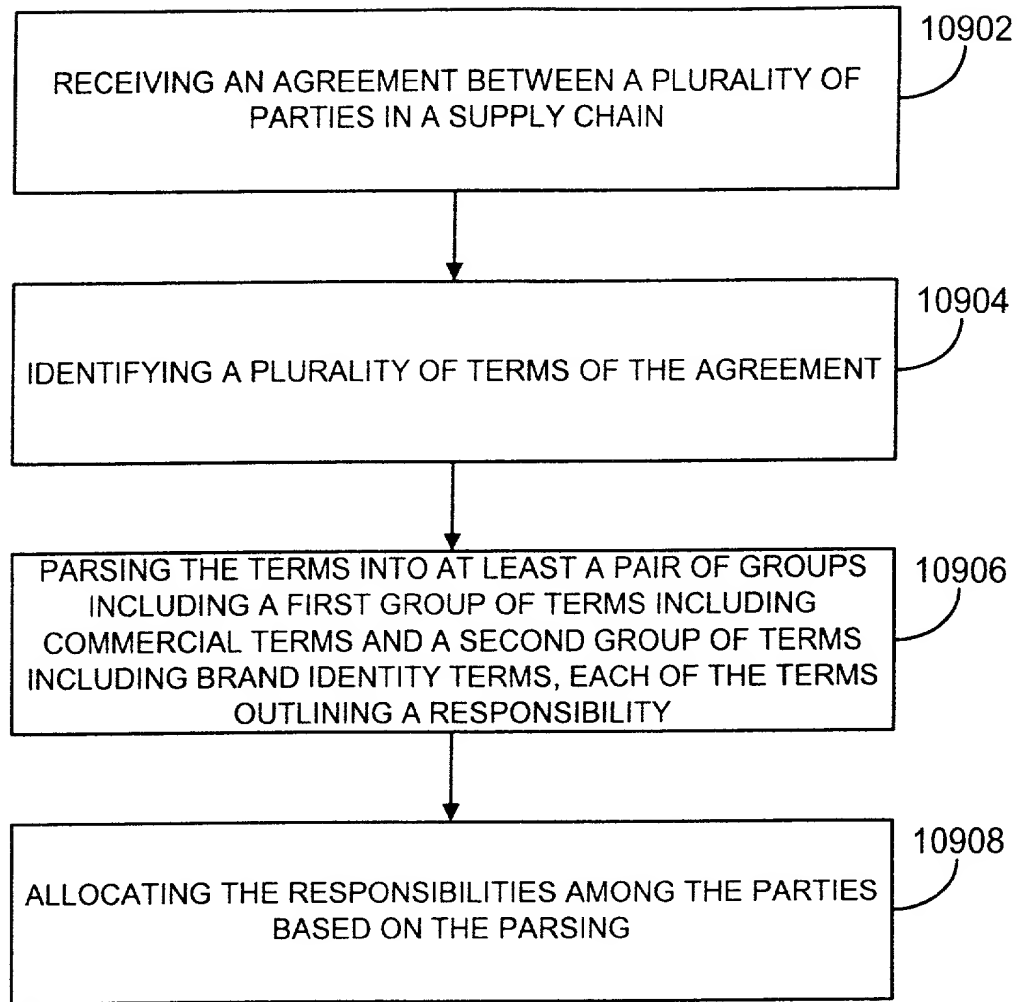 10902
RECEIVING AN AGREEMENT BETWEEN A PLURALITY OF
PARTIES IN A SUPPLY CHAIN
10904
IDENTIFYING A PLURALITY OF TERMS OF THE AGREEMENT
10906
PARSING THE TERMS INTO AT LEAST A PAIR OF GROUPS
INCLUDING A FIRST GROUP OF TERMS INCLUDING
COMMERCIAL TERMS AND A SECOND GROUP OF TERMS
INCLUDING BRAND IDENTITY TERMS, EACH OF THE TERMS
OUTLINING A RESPONSIBILITY
10908
ALLOCATING THE RESPONSIBILITIES AMONG THE PARTIES
BASED ON THE PARSING